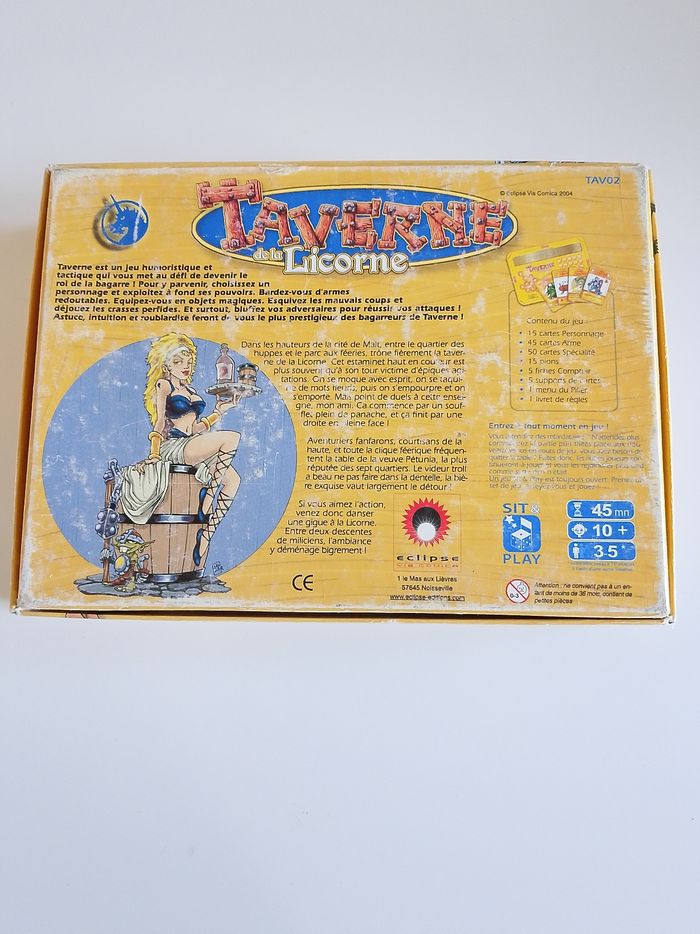 TAV02
© Eclipse Vis Comica 2004
TAVERNE
de la Licorne
Taverne est un jeu humoristique et
tactique qui vous met au défi de devenir le
roi de la bagarre ! Pour y parvenir, choisissez un
personnage et exploitez à fond ses pouvoirs. Bardez-vous d'armes
redoutables. Equipez-vous en objets magiques. Esquivez les mauvais coups et
déjouez les crasses perfides. Et surtout, bluffez vos adversaires pour réussir vos attaques !
Astuce, intuition et roublardise feront de vous le plus prestigieux des bagarreurs de Taverne !
Dans les hauteurs de la cité de Malt, entre le quartier des
huppes et le parc aux féeries, trône fièrement la taver-
ne de la Licorne. Cet estaminet haut en couleur est
plus souvent qu'à son tour victime d'épiques agi-
tations. On se moque avec esprit, on se taqui-
ne de mots fleuris, puis on s'empourpre et on
s'emporte. Mais point de duels à cette ensei-
gne, mon ami. Ça commence par un souf-
fle, plein de panache, et ça finit par une
droite en pleine face !
Aventuriers fanfarons, courtisans de la
haute, et toute la clique féerique fréquen-
tent la table de la veuve Pétunia, la plus
réputée des sept quartiers. Le videur troll
a beau ne pas faire dans la dentelle, la biè-
re exquise vaut largement le détour !
Si vous aimez l'action,
venez donc danser
une gigue à la Licorne.
Entre deux descentes
de miliciens, l'ambiance
y déménage bigrement !
Contenu du jeu :
• 15 cartes Personnage
• 45 cartes Arme
• 50 cartes Spécialité
• 15 pions
• 5 fiches Comptoir
• 5 supports de cartes
• 1 menu du Pilier
• 1 livret de règles
Entrez à tout moment en jeu !
SIT &
PLAY
45 mn
10 +
3-5
eclipse
VIS COMICA
1 le Mas aux Lièvres
57645 Noisseville
www.eclipse-editions.com
CE
0-3
Attention : ne convient pas à un en-
fant de moins de 36 mois, contient de
petites pièces